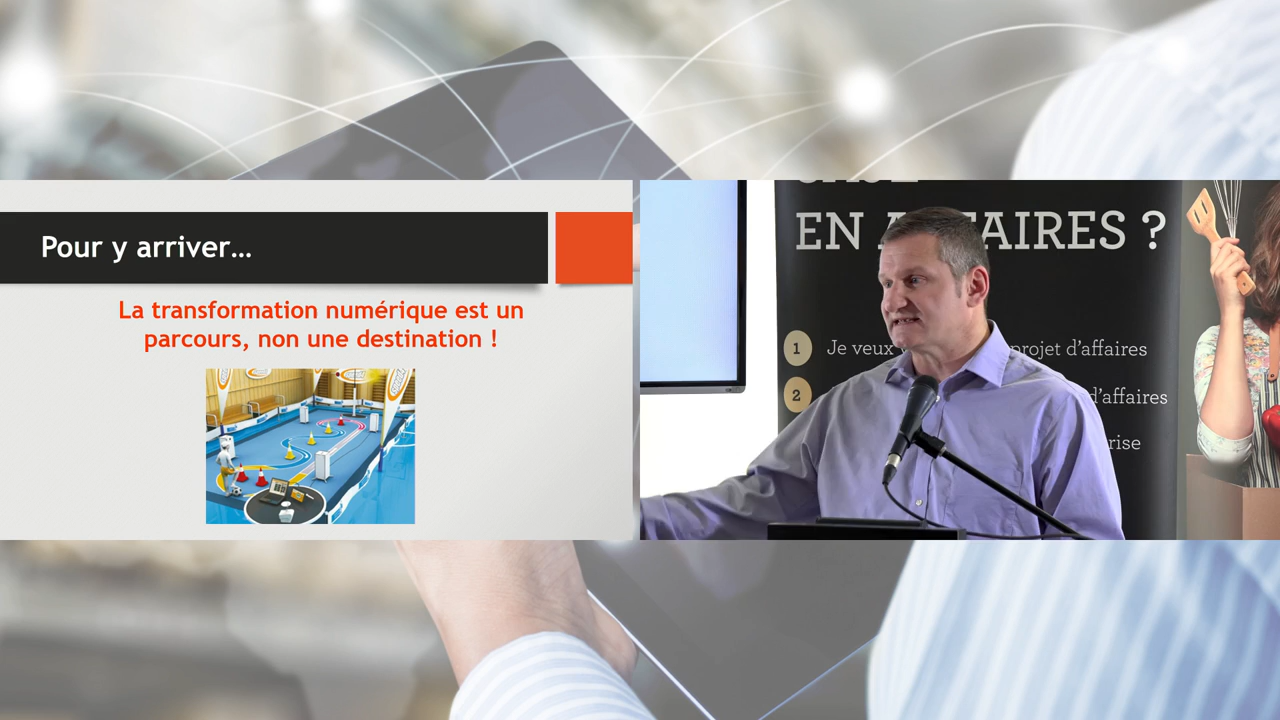 Pour y arriver...
La transformation numérique est un
parcours, non une destination !
EN AFFAIRES ?
1 Je veux projet d'affaires
2 d'affaires